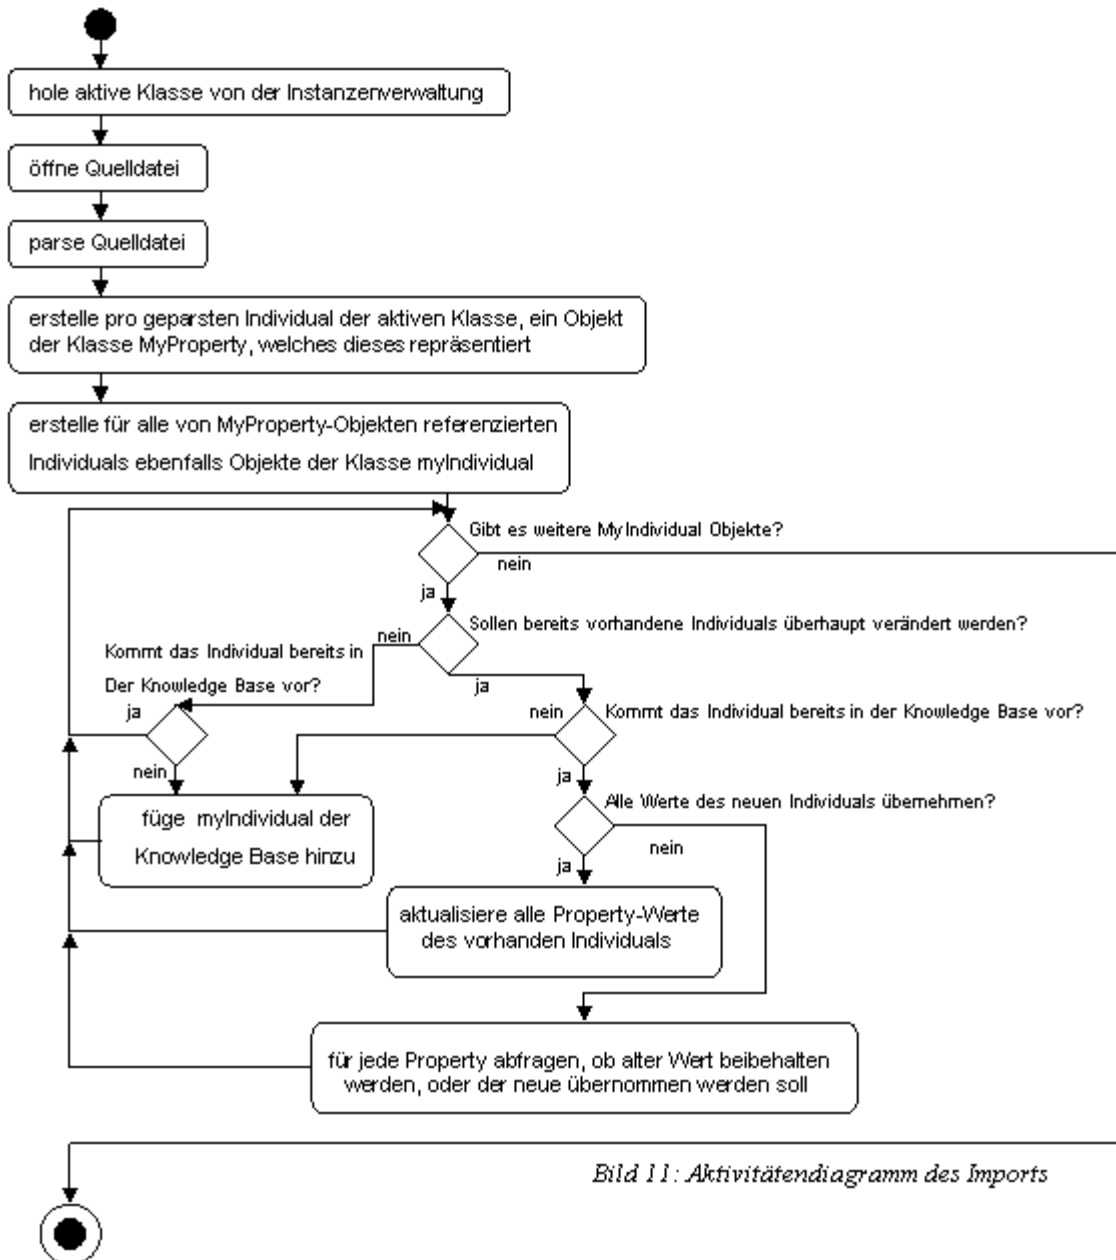 hole aktive Klasse von der Instanzenverwaltung
öffne Quelldatei
parse Quelldatei
erstelle pro geparsten Individual der aktiven Klasse, ein Objekt
der Klasse MyProperty, welches dieses repräsentiert
erstelle für alle von MyProperty-Objekten referenzierten
Individuals ebenfalls Objekte der Klasse myIndividual
Gibt es weitere MyIndividual Objekte?
nein
ja
Sollen bereits vorhandene Individuals überhaupt verändert werden?
nein
Kommt das Individual bereits in
Der Knowledge Base vor?
ja
ja
nein
Kommt das Individual bereits in der Knowledge Base vor?
nein
ja
Alle Werte des neuen Individuals übernehmen?
füge myIndividual der
Knowledge Base hinzu
nein
ja
aktualisiere alle Property-Werte
des vorhanden Individuals
für jede Property abfragen, ob alter Wert beibehalten
werden, oder der neue übernommen werden soll
Bild 11: Aktivitätendiagramm des Imports